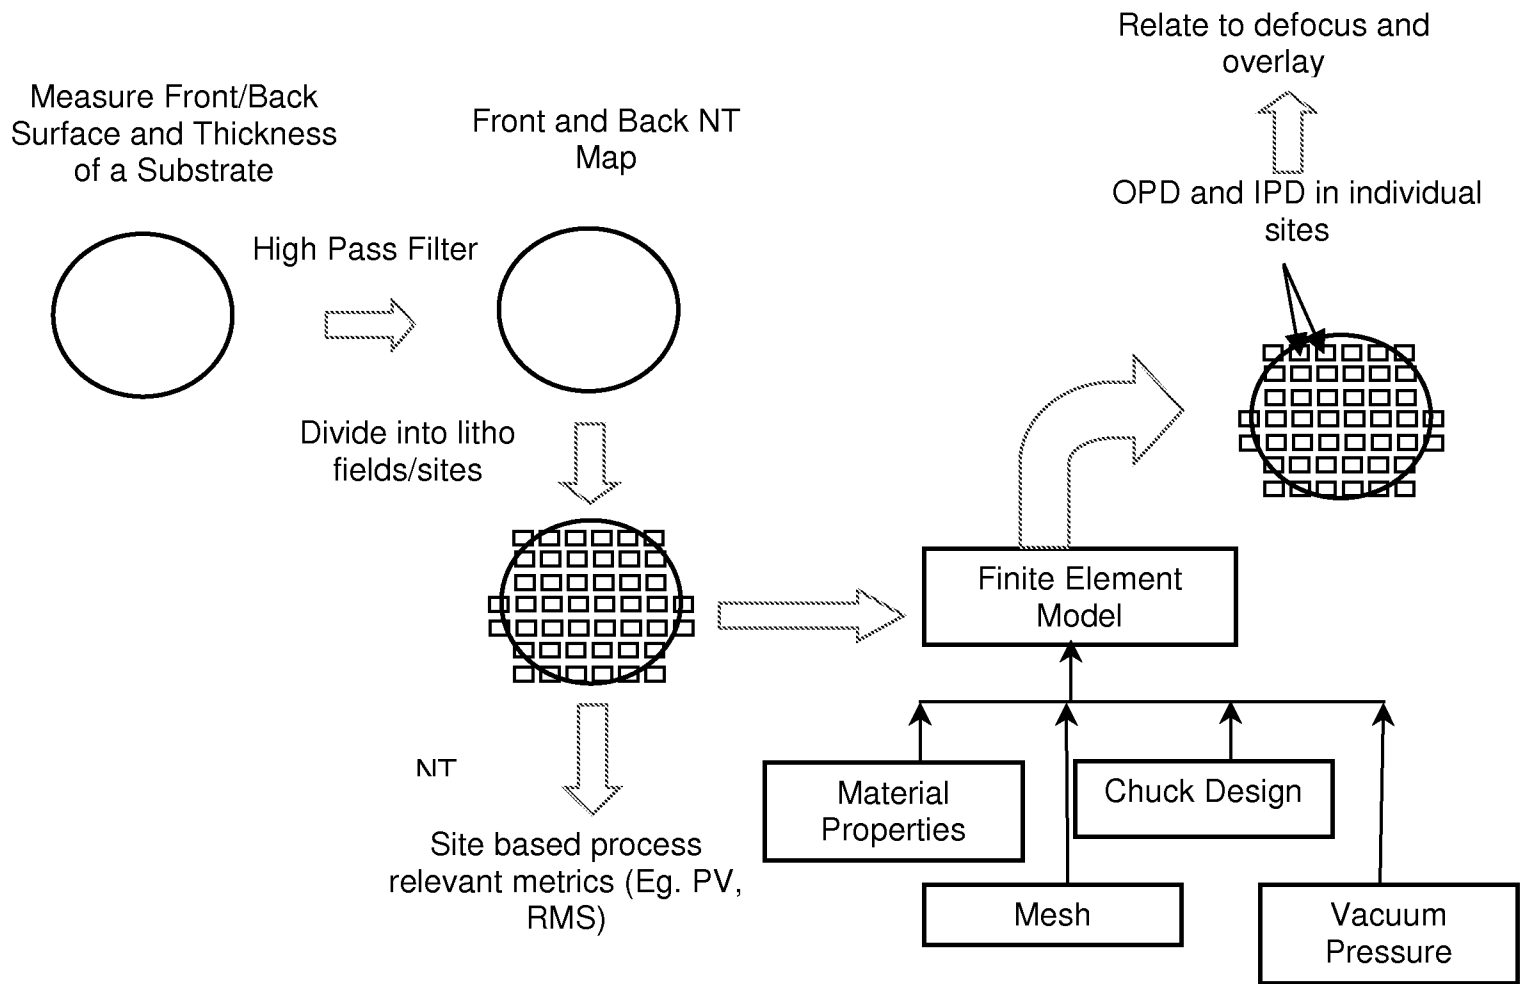 Relate to defocus and
overlay
Measure Front/Back
Surface and Thickness
of a Substrate
Front and Back NT
Map
OPD and IPD in individual
sites
High Pass Filter
Divide into litho
fields/sites
Finite Element
Model
NT
Material
Properties
Chuck Design
Site based process
relevant metrics (Eg. PV,
RMS)
Mesh
Vacuum
Pressure